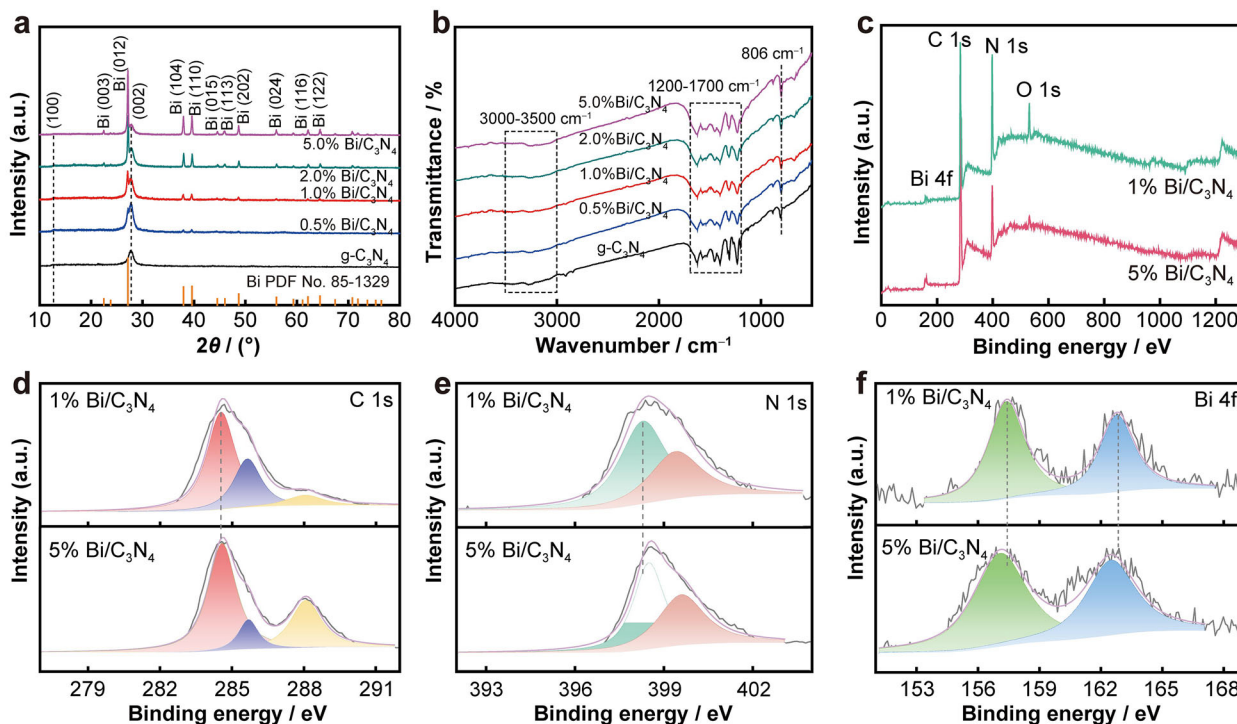 a
Intensity (a.u.)
(100)
Bi (003)
Bi (012)
(002)
Bi (104)
Bi (110)
Bi (015)
Bi (113)
Bi (202)
Bi (024)
Bi (116)
Bi (122)
5.0% Bi/C₃N₄
2.0% Bi/C₃N₄
1.0% Bi/C₃N₄
0.5% Bi/C₃N₄
g-C₃N₄
Bi PDF No. 85-1329
10 20 30 40 50 60 70 80
2θ / (°)
b
Transmittance / %
806 cm⁻¹
1200-1700 cm⁻¹
3000-3500 cm⁻¹
5.0%Bi/C₃N₄
2.0%Bi/C₃N₄
1.0%Bi/C₃N₄
0.5%Bi/C₃N₄
g-C₃N₄
4000 3000 2000 1000
Wavenumber / cm⁻¹
c
Intensity (a.u.)
C 1s
N 1s
O 1s
Bi 4f
1% Bi/C₃N₄
5% Bi/C₃N₄
0 200 400 600 800 1000 1200
Binding energy / eV
d
Intensity (a.u.)
1% Bi/C₃N₄
C 1s
5% Bi/C₃N₄
279 282 285 288 291
Binding energy / eV
e
Intensity (a.u.)
1% Bi/C₃N₄
N 1s
5% Bi/C₃N₄
393 396 399 402
Binding energy / eV
f
Intensity (a.u.)
1% Bi/C₃N₄
Bi 4f
5% Bi/C₃N₄
153 156 159 162 165 168
Binding energy / eV